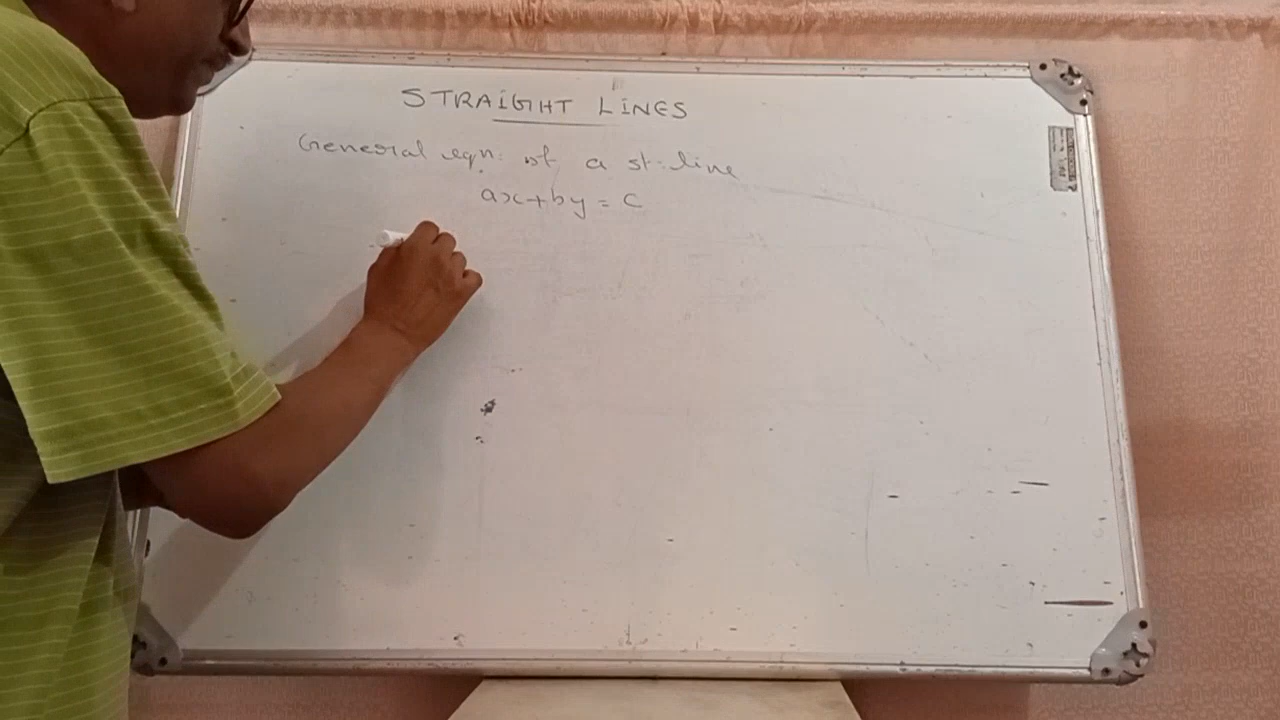 STRAIGHT LINES
General eqn. of a st. line
ax+by = c